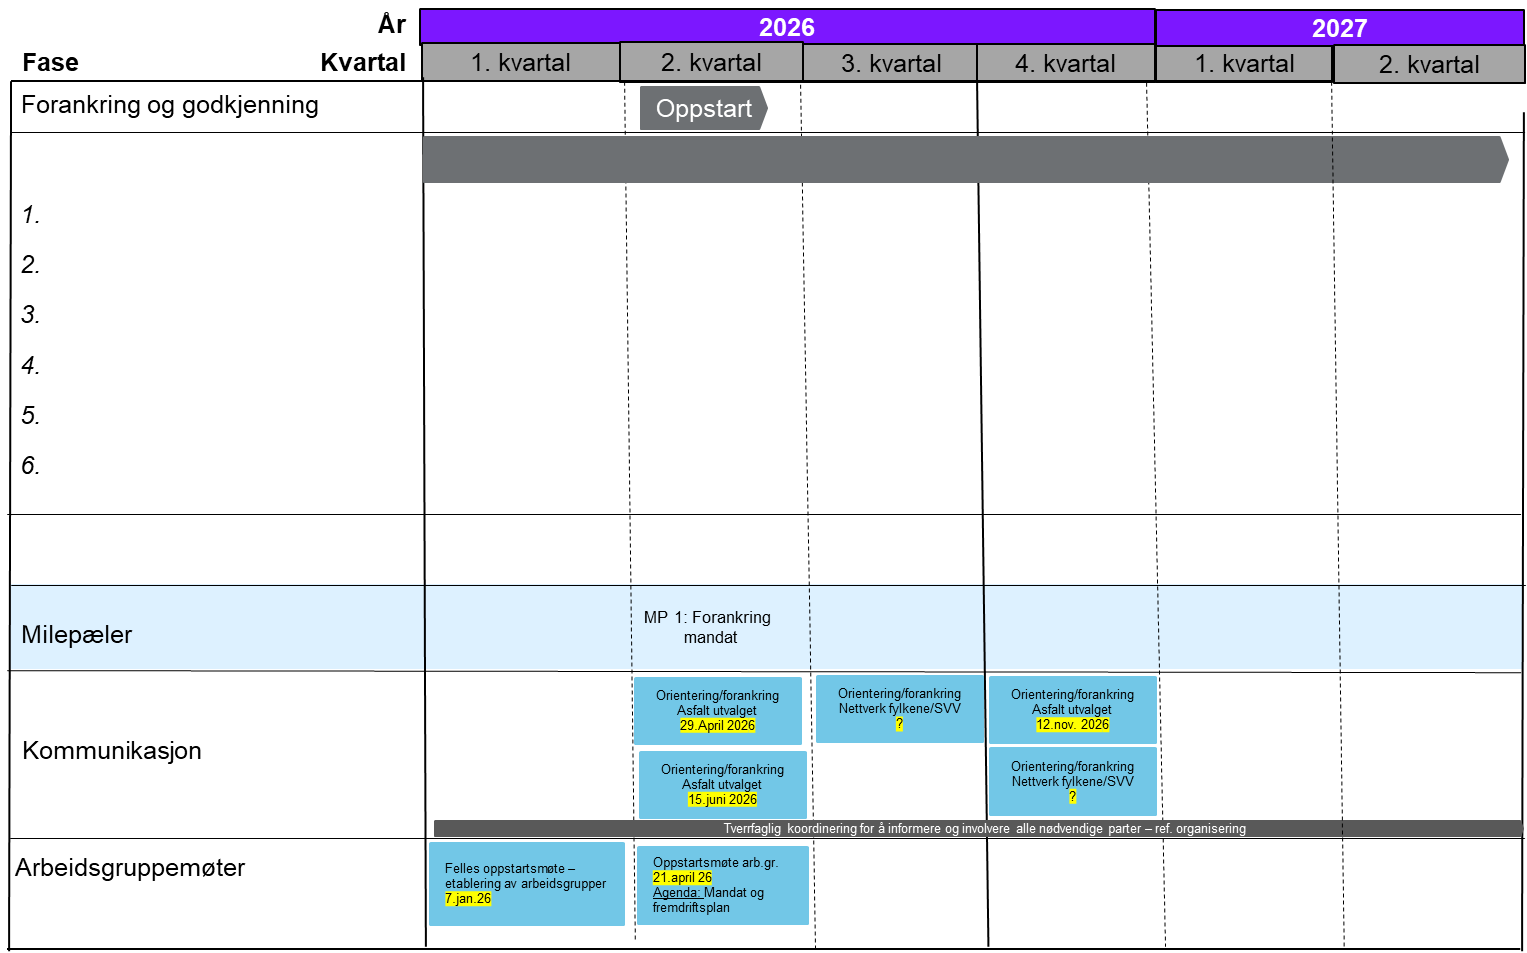 År
2026
2027
Fase
Kvartal
1. kvartal
2. kvartal
3. kvartal
4. kvartal
1. kvartal
2. kvartal
Forankring og godkjenning
Oppstart
1.
2.
3.
4.
5.
6.
Milepæler
MP 1: Forankring
mandat
Kommunikasjon
Orientering/forankring
Asfalt utvalget
29.April 2026
Orientering/forankring
Asfalt utvalget
15.juni 2026
Orientering/forankring
Nettverk fylkene/SVV
?
Orientering/forankring
Asfalt utvalget
12.nov. 2026
Orientering/forankring
Nettverk fylkene/SVV
?
Tverrfaglig koordinering for å informere og involvere alle nødvendige parter – ref. organisering
Arbeidsgruppemøter
Felles oppstartsmøte –
etablering av arbeidsgrupper
7.jan.26
Oppstartsmøte arb.gr.
21.april 26
Agenda: Mandat og
fremdriftsplan